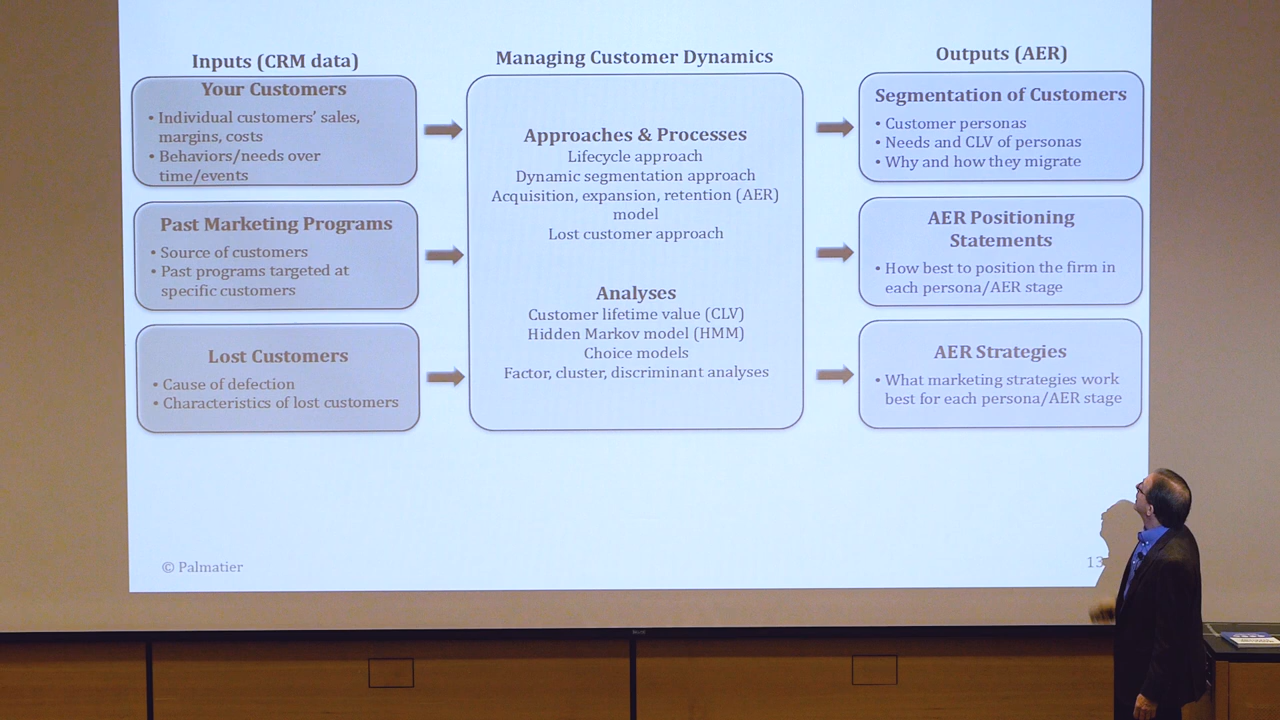 Inputs (CRM data)
Your Customers
• Individual customers’ sales,
margins, costs
• Behaviors/needs over
time/events
Past Marketing Programs
• Source of customers
• Past programs targeted at
specific customers
Lost Customers
• Cause of defection
• Characteristics of lost customers
Managing Customer Dynamics
Approaches & Processes
Lifecycle approach
Dynamic segmentation approach
Acquisition, expansion, retention (AER)
model
Lost customer approach
Analyses
Customer lifetime value (CLV)
Hidden Markov model (HMM)
Choice models
Factor, cluster, discriminant analyses
Outputs (AER)
Segmentation of Customers
• Customer personas
• Needs and CLV of personas
• Why and how they migrate
AER Positioning
Statements
• How best to position the firm in
each persona/AER stage
AER Strategies
• What marketing strategies work
best for each persona/AER stage
© Palmatier
13